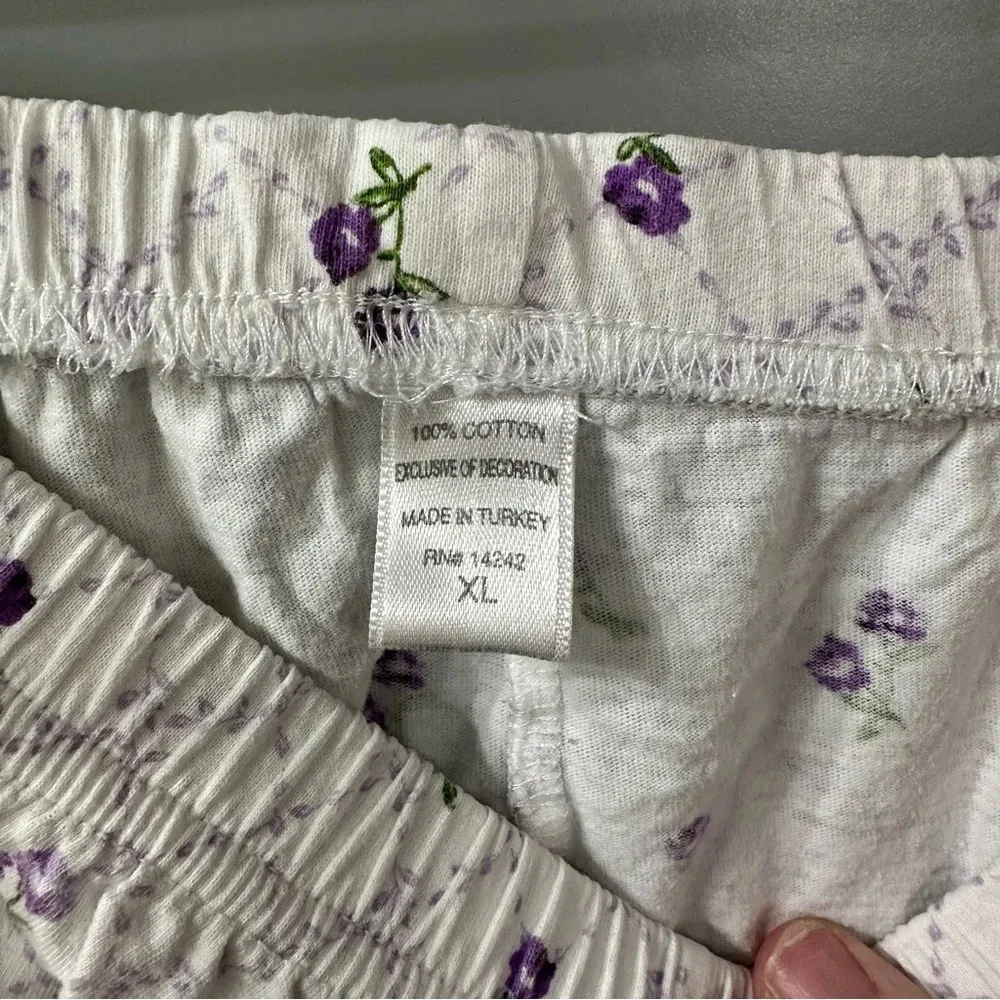 100% COTTON
EXCLUSIVE OF DECORATION
MADE IN TURKEY
RN# 14242
XL